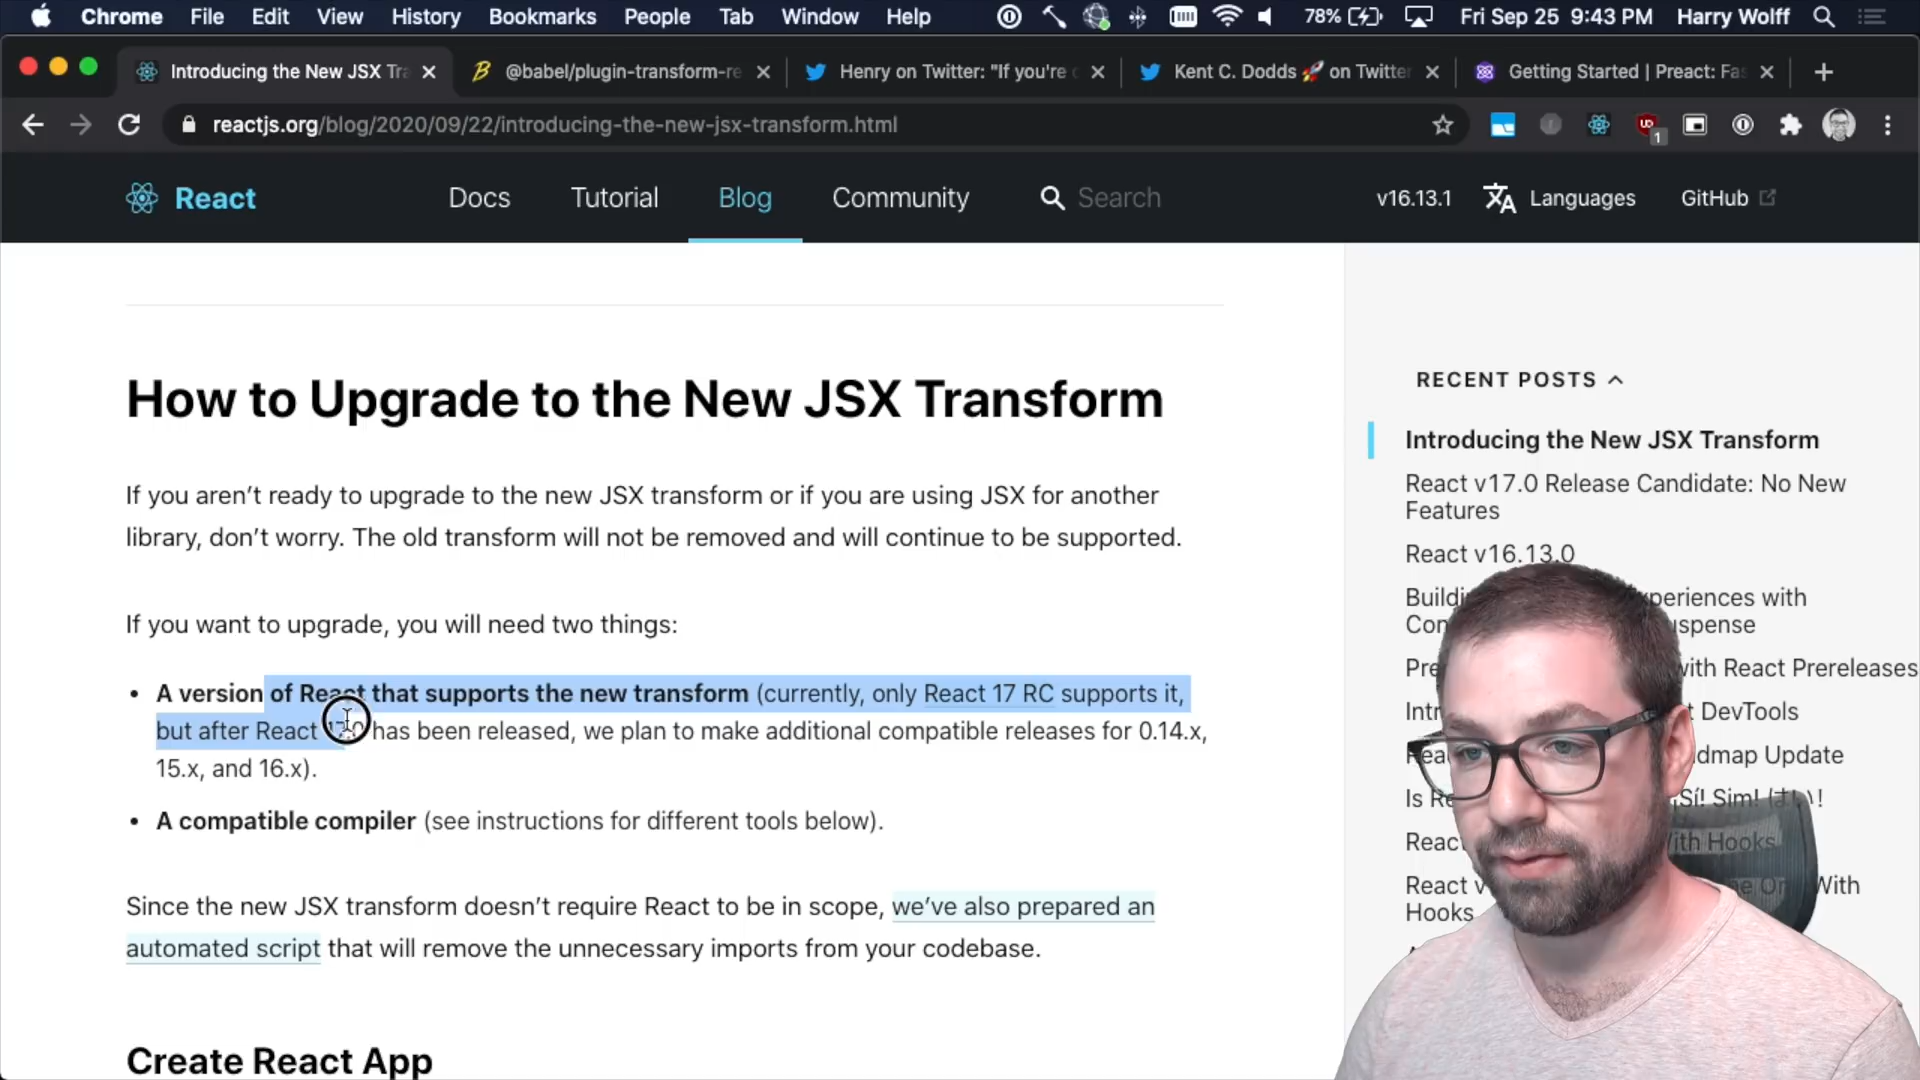 Chrome File Edit View History Bookmarks People Tab Window Help 78% Fri Sep 25 9:43 PM Harry Wolff
Introducing the New JSX Tra @babel/plugin-transform-re Henry on Twitter: "If you're Kent C. Dodds 🚀 on Twitter Getting Started | Preact: Fas
reactjs.org/blog/2020/09/22/introducing-the-new-jsx-transform.html 1
React Docs Tutorial Blog Community Search v16.13.1 Languages GitHub
How to Upgrade to the New JSX Transform
If you aren't ready to upgrade to the new JSX transform or if you are using JSX for another
library, don't worry. The old transform will not be removed and will continue to be supported.
If you want to upgrade, you will need two things:
• A version of React that supports the new transform (currently, only React 17 RC supports it,
but after React has been released, we plan to make additional compatible releases for 0.14.x,
15.x, and 16.x).
• A compatible compiler (see instructions for different tools below).
Since the new JSX transform doesn't require React to be in scope, we've also prepared an
automated script that will remove the unnecessary imports from your codebase.
Create React App
RECENT POSTS
Introducing the New JSX Transform
React v17.0 Release Candidate: No New
Features
React v16.13.0
with
with React Prereleases
DevTools
Update
Is Sí! Sim!
With Hooks
React With
Hooks